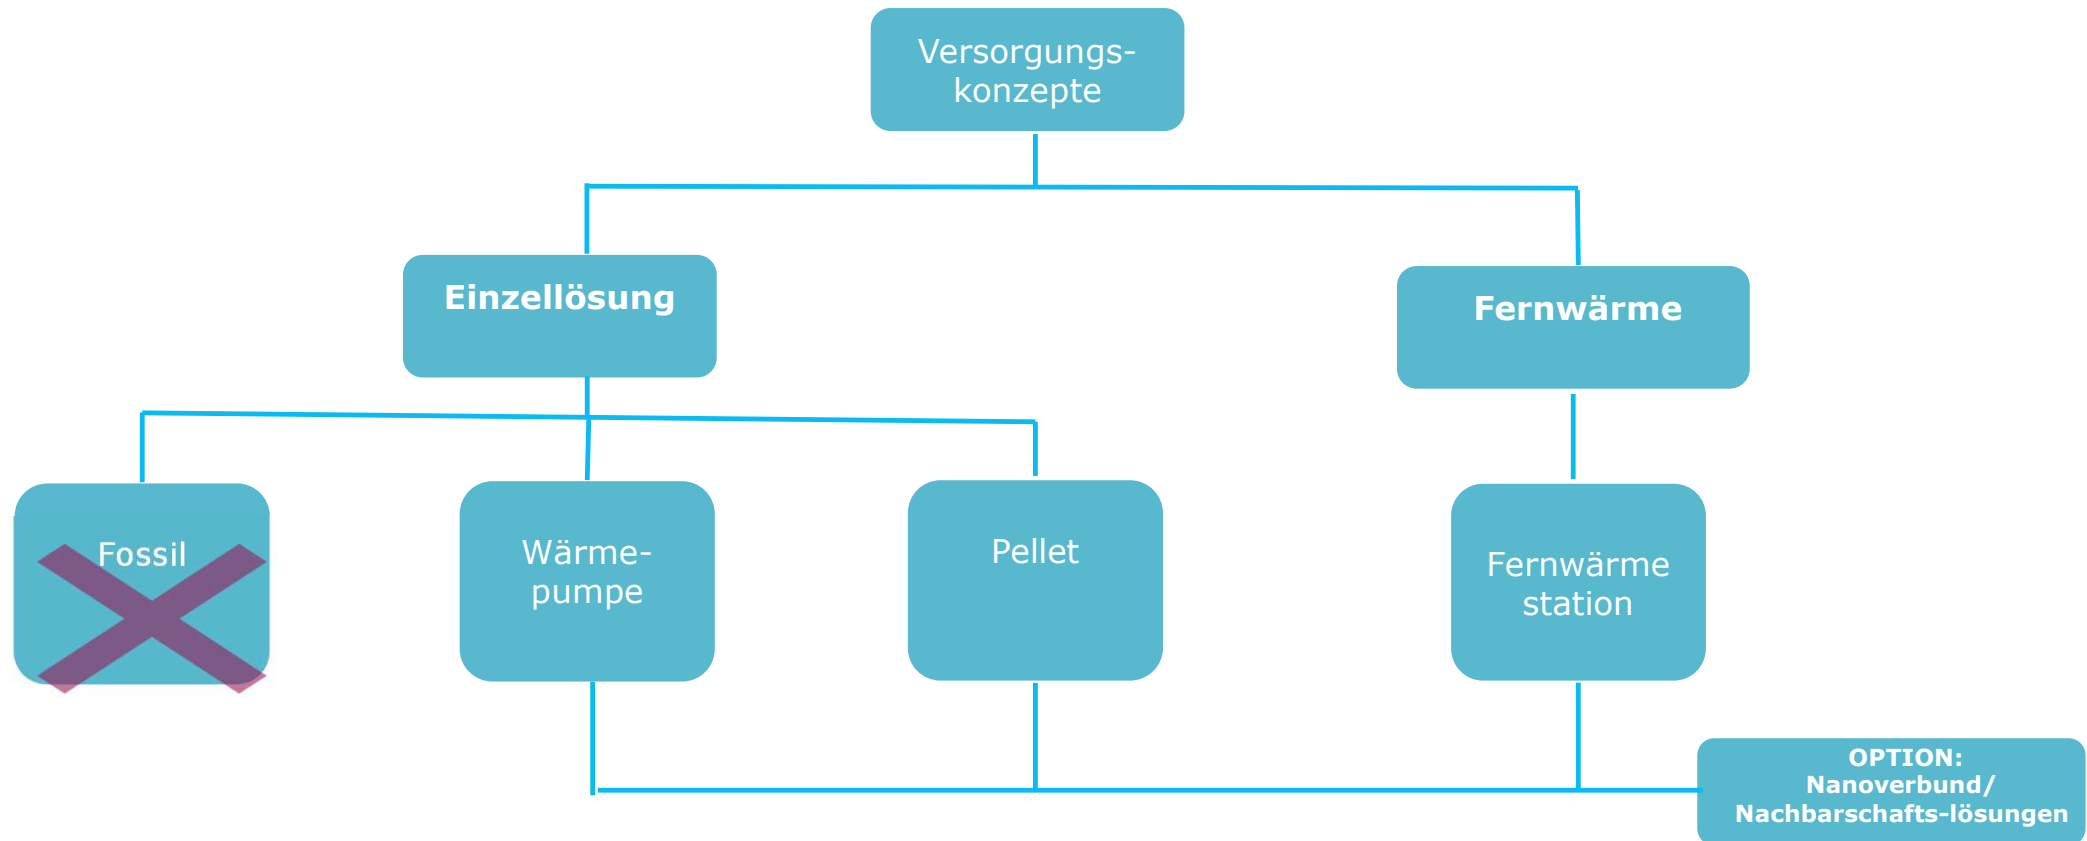 Versorgungs-
konzepte
Einzellösung
Fernwärme
Fossil
Wärme-
pumpe
Pellet
Fernwärme
station
OPTION:
Nanoverbund/
Nachbarschafts-lösungen